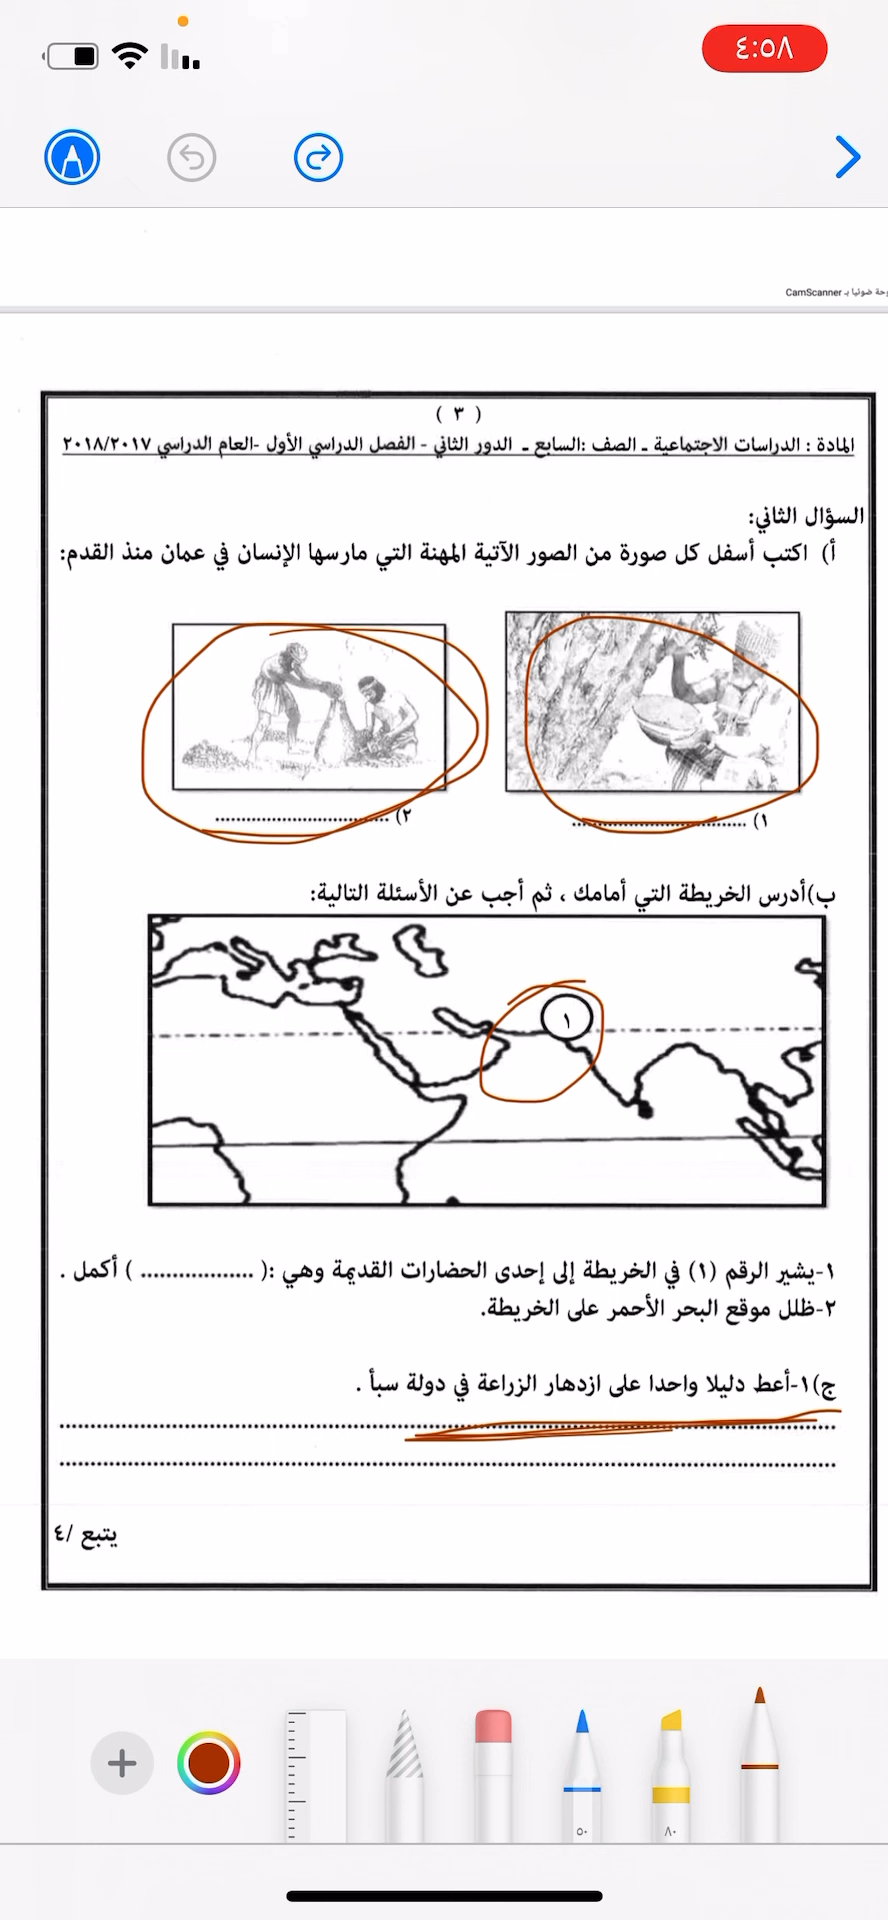 ٤:٥٨
وحة ضوئيا بـ CamScanner
( ٣ )
المادة : الدراسات الاجتماعية ـ الصف :السابع ـ الدور الثاني - الفصل الدراسي الأول -العام الدراسي ٢٠١٨/٢٠١٧
السؤال الثاني:
أ) اكتب أسفل كل صورة من الصور الآتية المهنة التي مارسها الإنسان في عمان منذ القدم:
١) ..............................
٢) ..............................
ب)أدرس الخريطة التي أمامك ، ثم أجب عن الأسئلة التالية:
١
١-يشير الرقم (١) في الخريطة إلى إحدى الحضارات القديمة وهي :( .................. ) أكمل .
٢-ظلل موقع البحر الأحمر على الخريطة.
ج)١-أعط دليلا واحدا على ازدهار الزراعة في دولة سبأ .
يتبع /٤
٥٠
٨٠